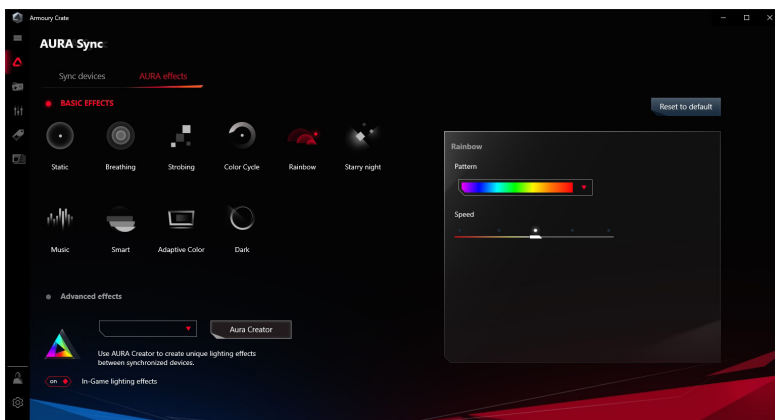 Armoury Crate
AURA Sync
Sync devices
AURA effects
BASIC EFFECTS
Reset to default
Static
Breathing
Strobing
Color Cycle
Rainbow
Starry night
Music
Smart
Adaptive Color
Dark
Rainbow
Pattern
Speed
Advanced effects
Aura Creator
Use AURA Creator to create unique lighting effects
between synchronized devices.
on
In-Game lighting effects